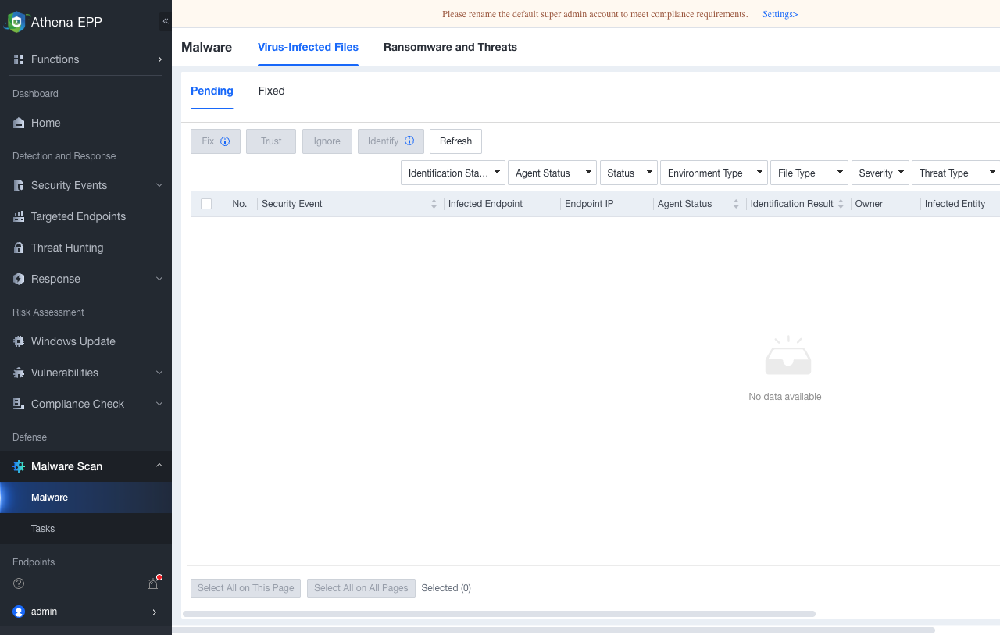 Athena EPP
«
Functions
Dashboard
Home
Detection and Response
Security Events
Targeted Endpoints
Threat Hunting
Response
Risk Assessment
Windows Update
Vulnerabilities
Compliance Check
Defense
Malware Scan
Malware
Tasks
Endpoints
admin
Please rename the default super admin account to meet compliance requirements. Settings>
Malware Virus-Infected Files Ransomware and Threats
Pending Fixed
Fix Trust Ignore Identify Refresh
Identification Sta... Agent Status Status Environment Type File Type Severity Threat Type
No. Security Event Infected Endpoint Endpoint IP Agent Status Identification Result Owner Infected Entity
No data available
Select All on This Page Select All on All Pages Selected (0)